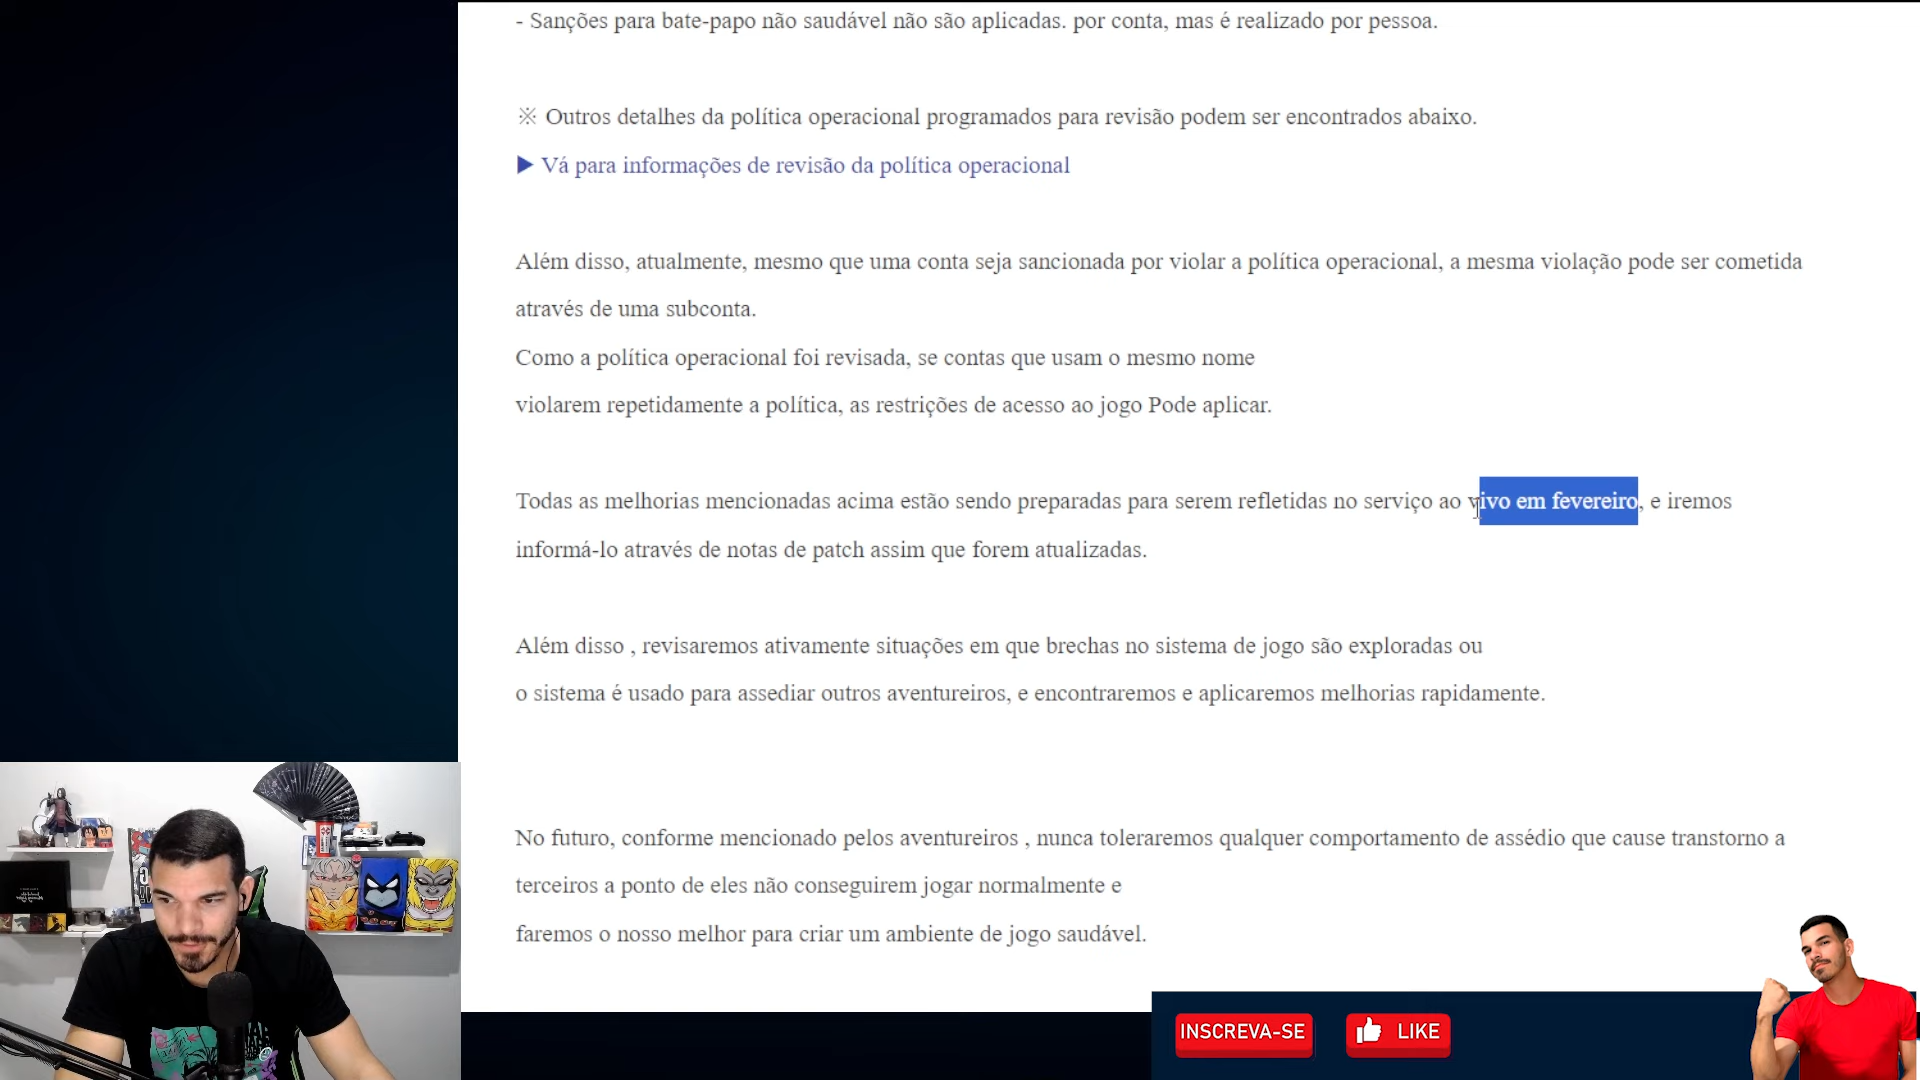 - Sanções para bate-papo não saudável não são aplicadas. por conta, mas é realizado por pessoa.
※ Outros detalhes da política operacional programados para revisão podem ser encontrados abaixo.
▶ Vá para informações de revisão da política operacional
Além disso, atualmente, mesmo que uma conta seja sancionada por violar a política operacional, a mesma violação pode ser cometida
através de uma subconta.
Como a política operacional foi revisada, se contas que usam o mesmo nome
violarem repetidamente a política, as restrições de acesso ao jogo Pode aplicar.
Todas as melhorias mencionadas acima estão sendo preparadas para serem refletidas no serviço ao vivo em fevereiro, e iremos
informá-lo através de notas de patch assim que forem atualizadas.
Além disso , revisaremos ativamente situações em que brechas no sistema de jogo são exploradas ou
o sistema é usado para assediar outros aventureiros, e encontraremos e aplicaremos melhorias rapidamente.
No futuro, conforme mencionado pelos aventureiros , nunca toleraremos qualquer comportamento de assédio que cause transtorno a
terceiros a ponto de eles não conseguirem jogar normalmente e
faremos o nosso melhor para criar um ambiente de jogo saudável.
INSCREVA-SE
LIKE